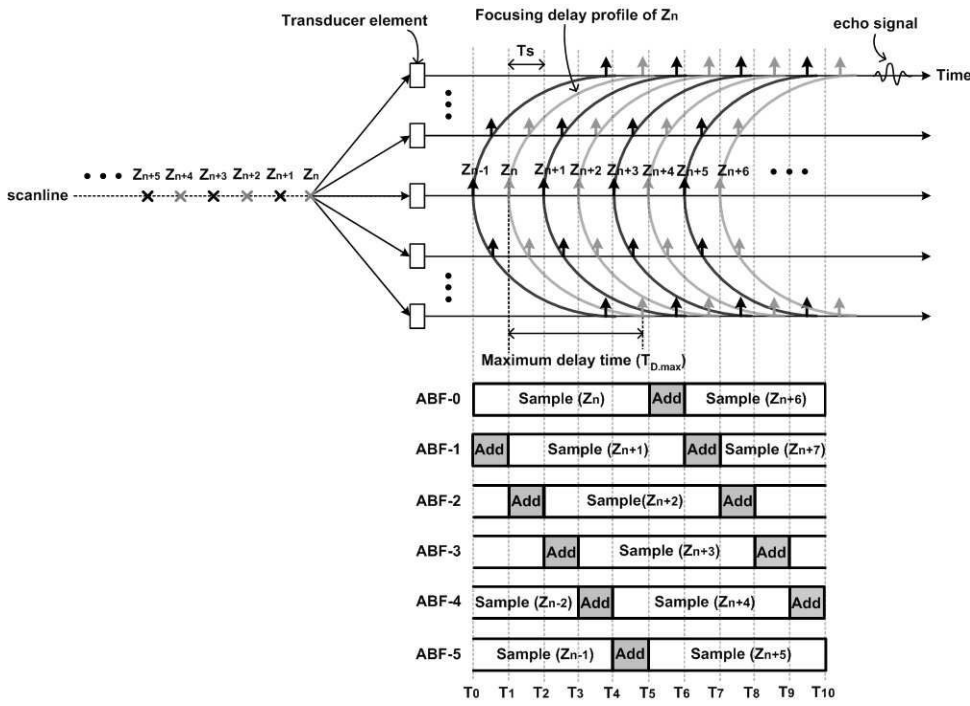 Transducer element
Focusing delay profile of Zn
echo signal
Ts
Time
Zn+5 Zn+4 Zn+3 Zn+2 Zn+1 Zn
Zn-1 Zn Zn+1 Zn+2 Zn+3 Zn+4 Zn+5 Zn+6
scanline
Maximum delay time (TD.max)
ABF-0 Sample (Zn) Add Sample (Zn+6)
ABF-1 Add Sample (Zn+1) Add Sample (Zn+7)
ABF-2 Add Sample(Zn+2) Add
ABF-3 Add Sample (Zn+3) Add
ABF-4 Sample (Zn-2) Add Sample (Zn+4) Add
ABF-5 Sample (Zn-1) Add Sample (Zn+5)
T0 T1 T2 T3 T4 T5 T6 T7 T8 T9 T10